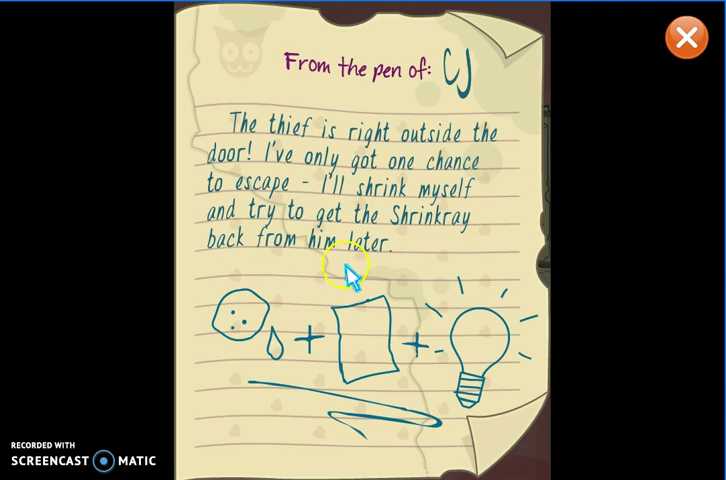 From the pen of: CJ
The thief is right outside the
door! I've only got one chance
to escape - I'll shrink myself
and try to get the Shrinkray
back from him later.
RECORDED WITH
SCREENCAST MATIC